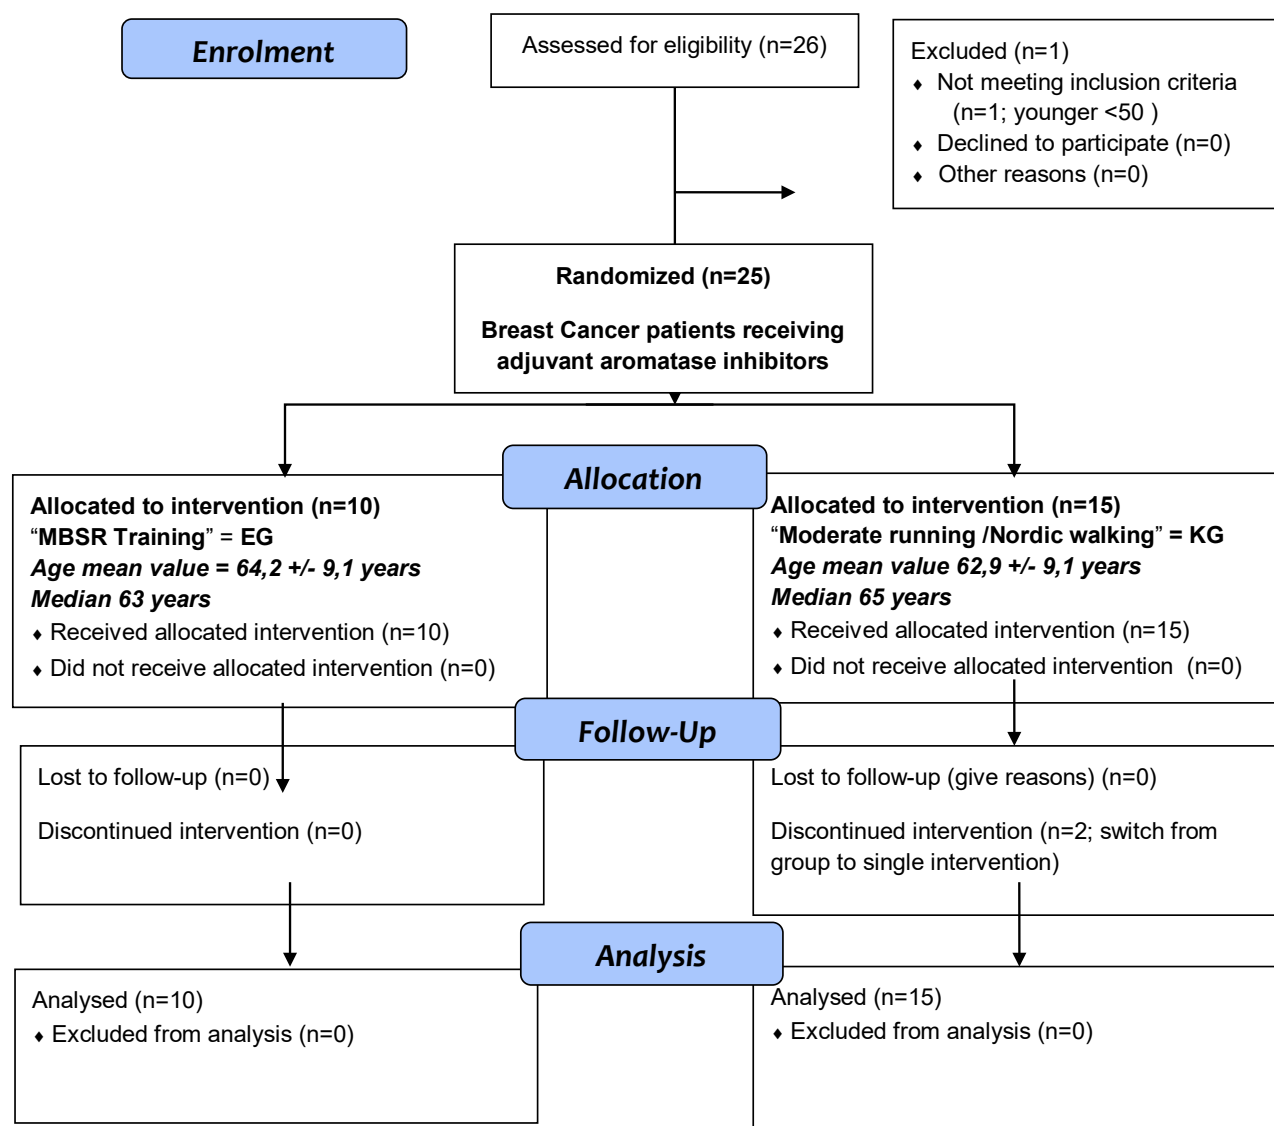 Enrolment
Assessed for eligibility (n=26)
Excluded (n=1)
♦ Not meeting inclusion criteria
(n=1; younger <50 )
♦ Declined to participate (n=0)
♦ Other reasons (n=0)
Randomized (n=25)
Breast Cancer patients receiving
adjuvant aromatase inhibitors
Allocation
Allocated to intervention (n=10)
“MBSR Training” = EG
Age mean value = 64,2 +/- 9,1 years
Median 63 years
♦ Received allocated intervention (n=10)
♦ Did not receive allocated intervention (n=0)
Allocated to intervention (n=15)
“Moderate running /Nordic walking” = KG
Age mean value 62,9 +/- 9,1 years
Median 65 years
♦ Received allocated intervention (n=15)
♦ Did not receive allocated intervention (n=0)
Follow-Up
Lost to follow-up (n=0)
Discontinued intervention (n=0)
Lost to follow-up (give reasons) (n=0)
Discontinued intervention (n=2; switch from
group to single intervention)
Analysis
Analysed (n=10)
♦ Excluded from analysis (n=0)
Analysed (n=15)
♦ Excluded from analysis (n=0)